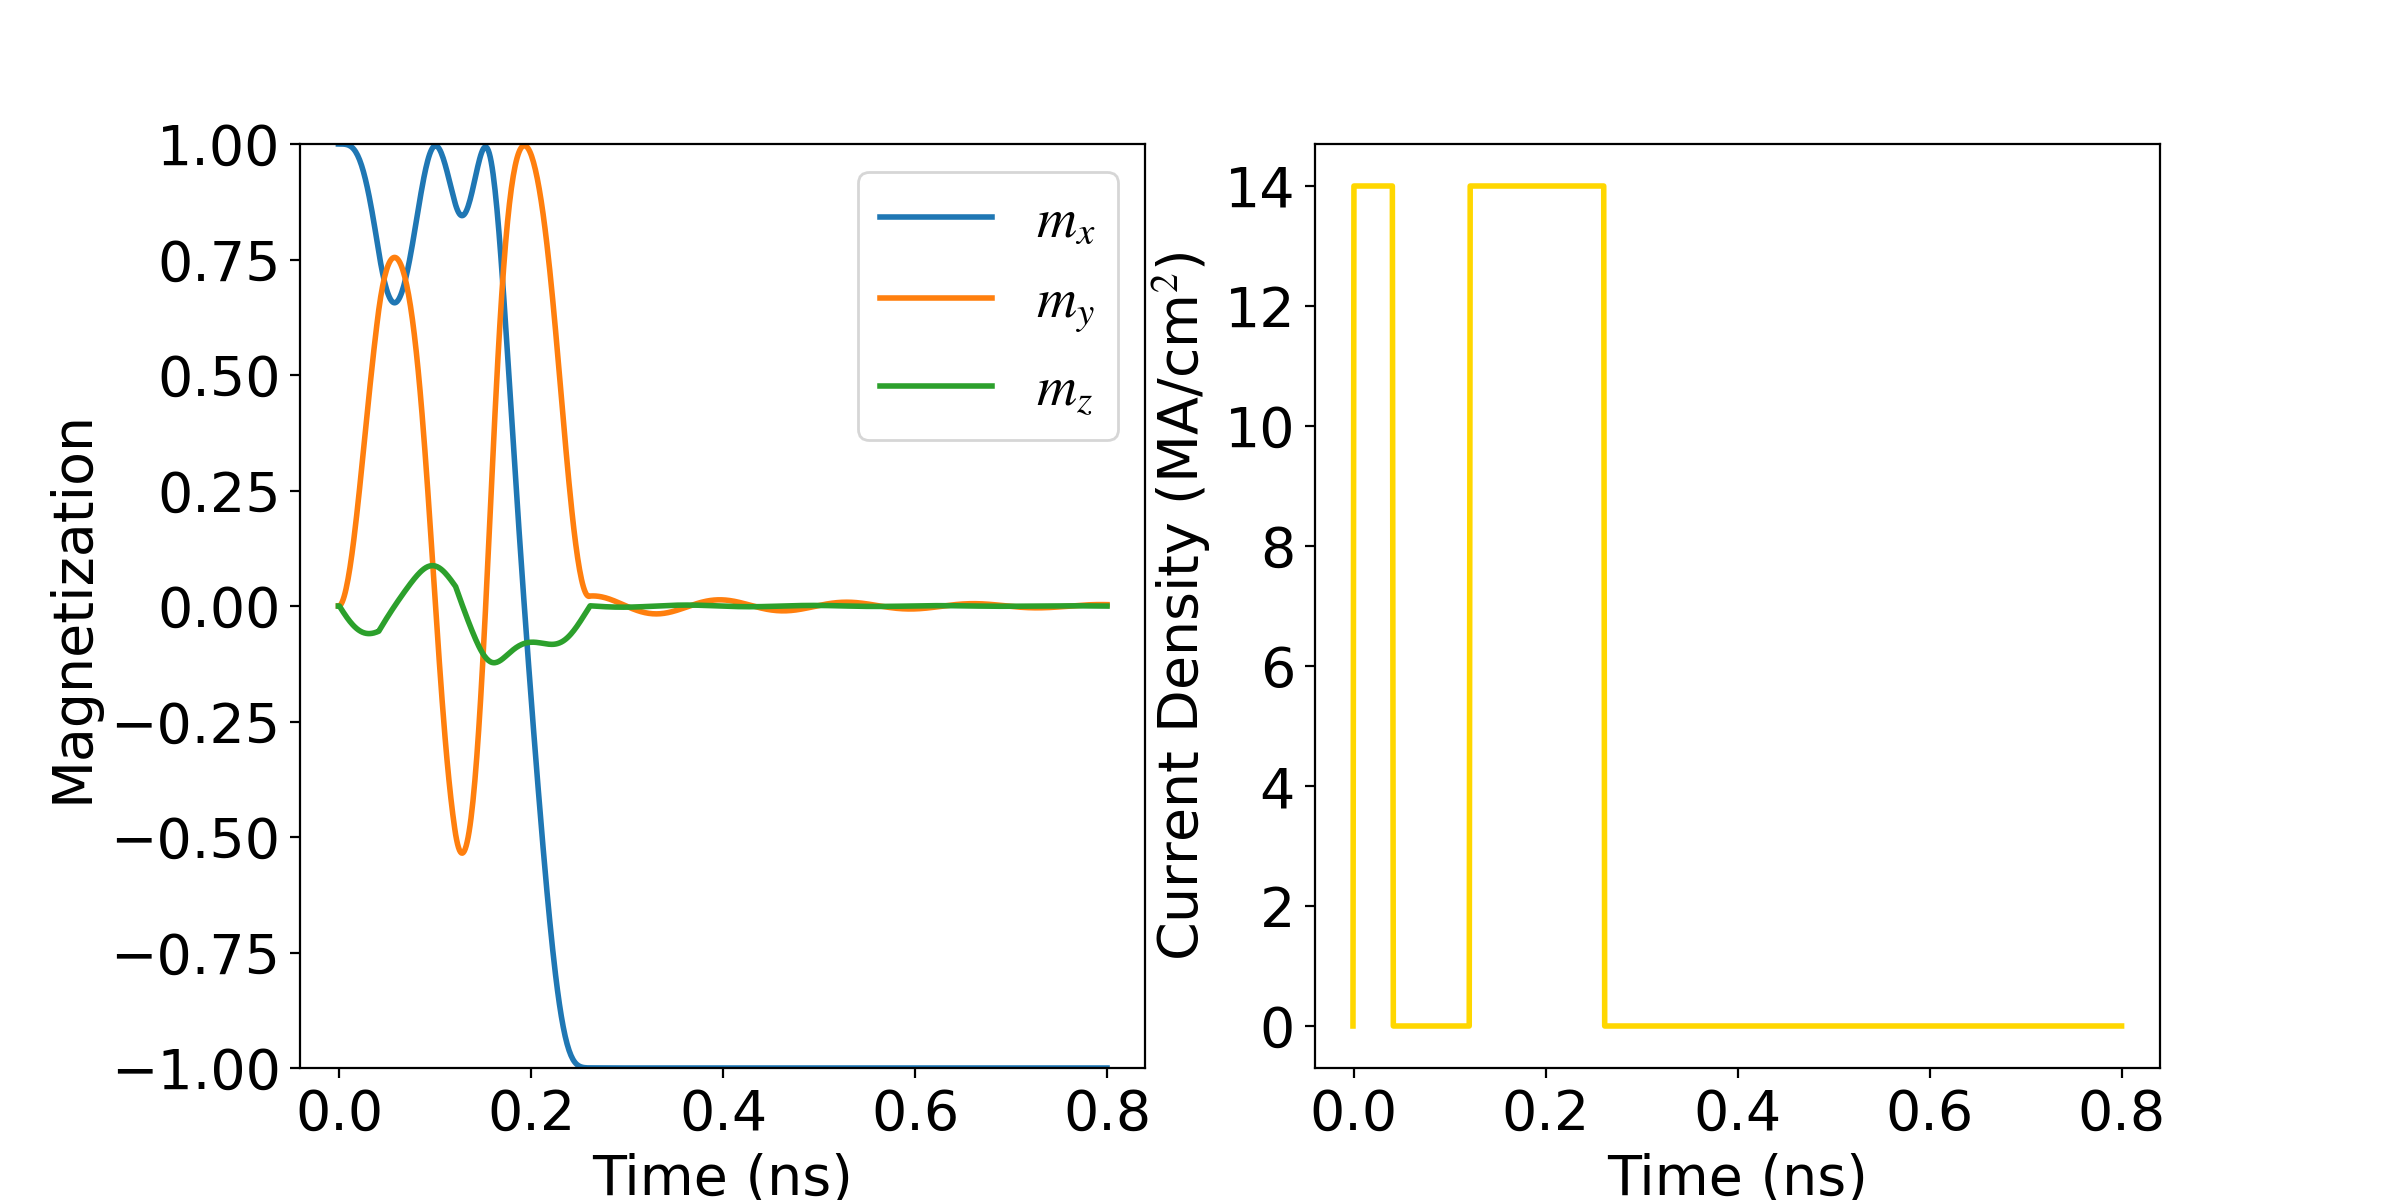 1.00
0.75
0.50
0.25
0.00
−0.25
−0.50
−0.75
−1.00
Magnetization
0.0 0.2 0.4 0.6 0.8
Time (ns)
m_x
m_y
m_z
14
12
10
8
6
4
2
0
Current Density (MA/cm²)
0.0 0.2 0.4 0.6 0.8
Time (ns)